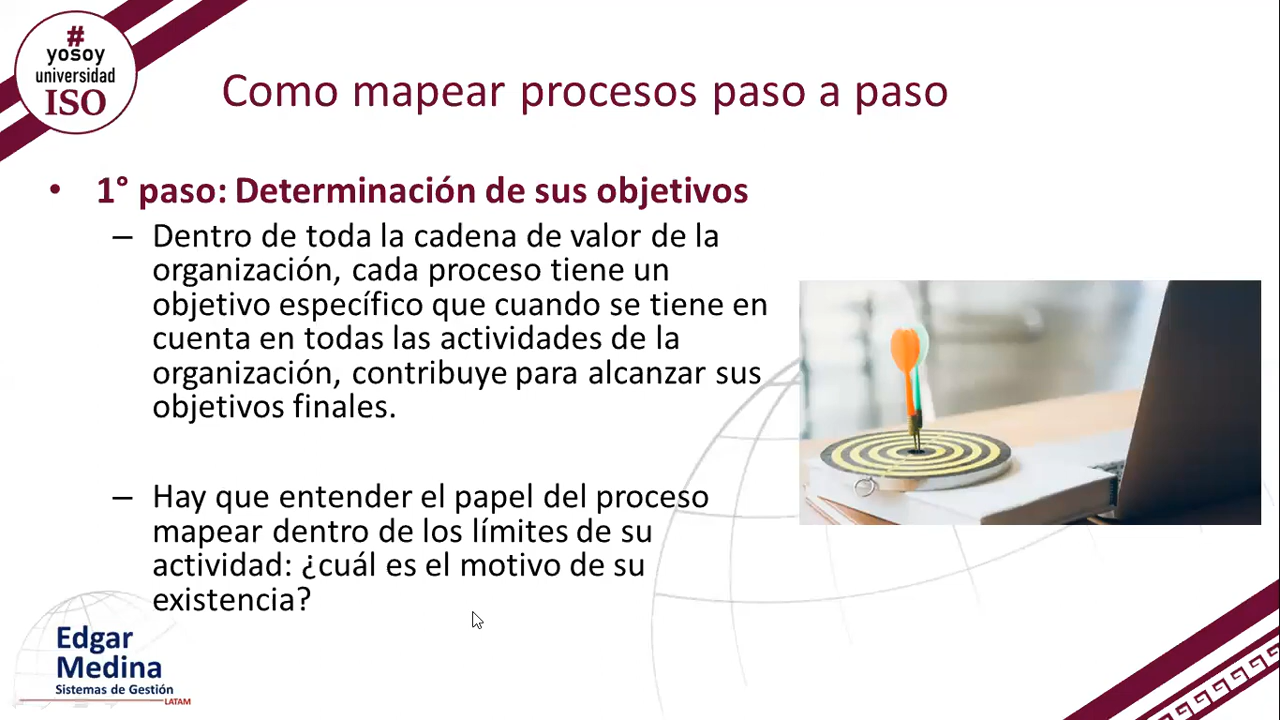 #
yosoy
universidad
ISO
Como mapear procesos paso a paso
• 1° paso: Determinación de sus objetivos
– Dentro de toda la cadena de valor de la
organización, cada proceso tiene un
objetivo específico que cuando se tiene en
cuenta en todas las actividades de la
organización, contribuye para alcanzar sus
objetivos finales.
– Hay que entender el papel del proceso
mapear dentro de los límites de su
actividad: ¿cuál es el motivo de su
existencia?
Edgar
Medina
Sistemas de Gestión
LATAM